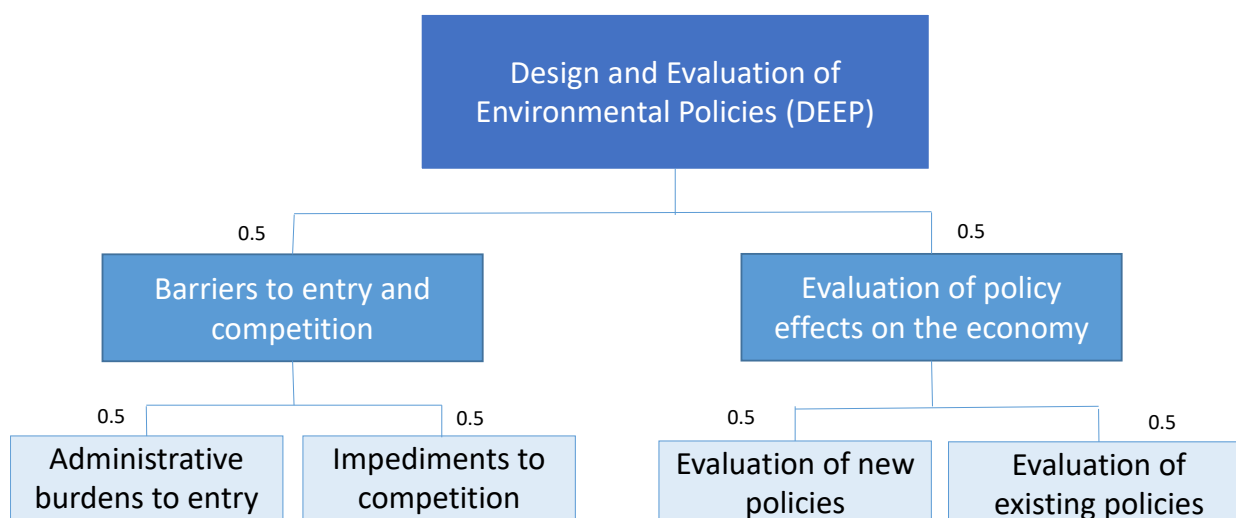 Design and Evaluation of
Environmental Policies (DEEP)
0.5
0.5
Barriers to entry and
competition
Evaluation of policy
effects on the economy
0.5
0.5
0.5
0.5
Administrative
burdens to entry
Impediments to
competition
Evaluation of new
policies
Evaluation of
existing policies